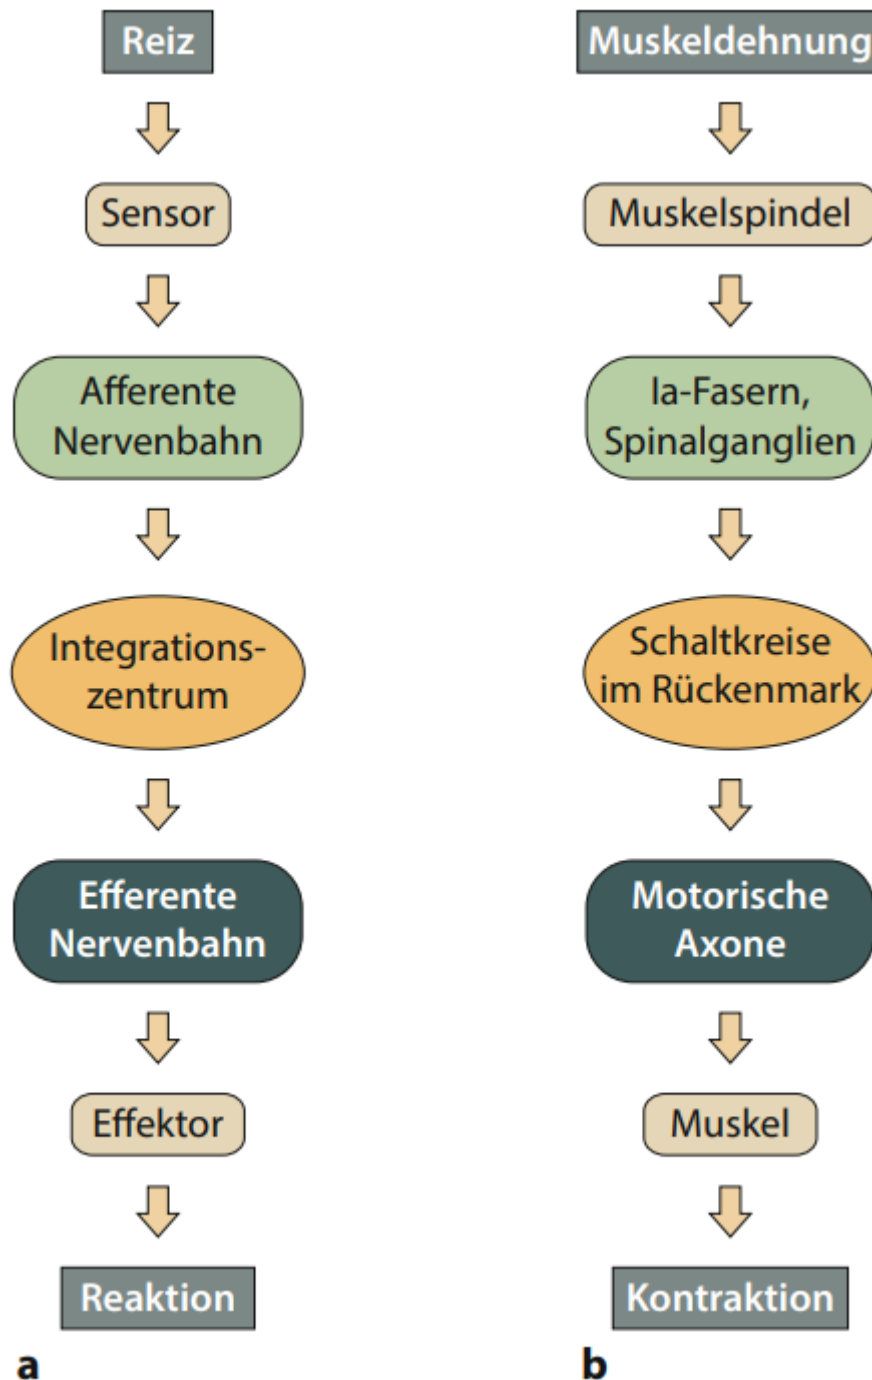 Reiz
Sensor
Afferente
Nervenbahn
Integrations-
zentrum
Efferente
Nervenbahn
Effektor
Reaktion
a
Muskeldehnung
Muskelspindel
Ia-Fasern,
Spinalganglien
Schaltkreise
im Rückenmark
Motorische
Axone
Muskel
Kontraktion
b